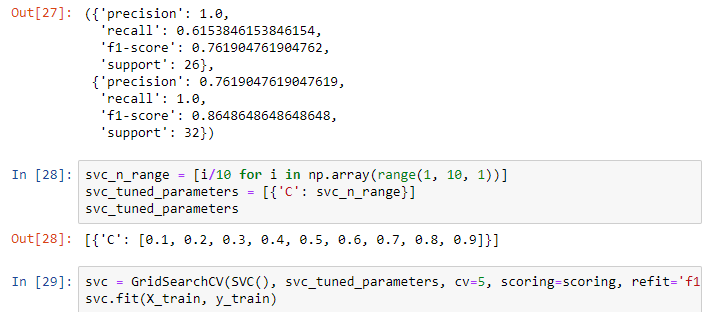 Out[27]: ({'precision': 1.0,
'recall': 0.6153846153846154,
'f1-score': 0.761904761904762,
'support': 26},
{'precision': 0.7619047619047619,
'recall': 1.0,
'f1-score': 0.8648648648648648,
'support': 32})
In [28]: svc_n_range = [i/10 for i in np.array(range(1, 10, 1))]
svc_tuned_parameters = [{'C': svc_n_range}]
svc_tuned_parameters
Out[28]: [{'C': [0.1, 0.2, 0.3, 0.4, 0.5, 0.6, 0.7, 0.8, 0.9]}]
In [29]: svc = GridSearchCV(SVC(), svc_tuned_parameters, cv=5, scoring=scoring, refit='f1
svc.fit(X_train, y_train)